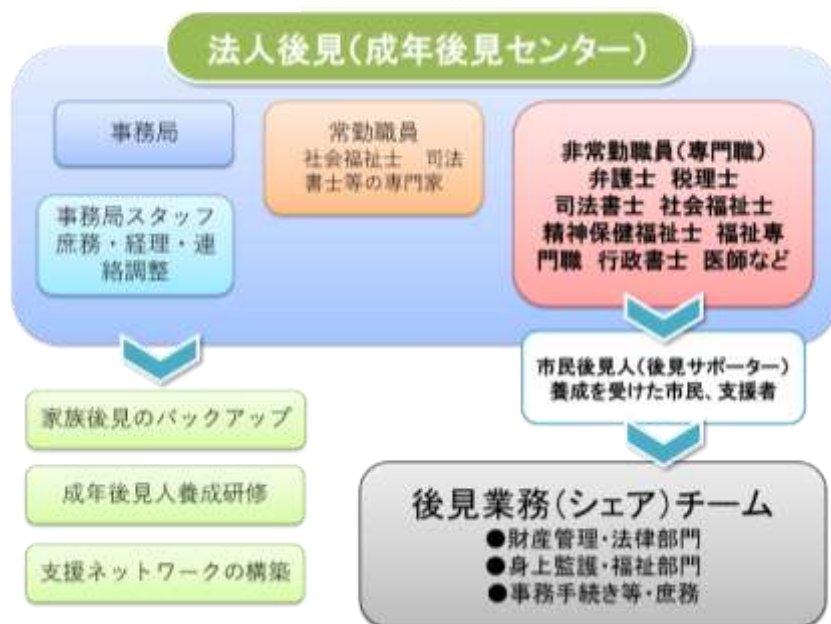 法人後見(成年後見センター)
事務局
事務局スタッフ
庶務・経理・連
絡調整
常勤職員
社会福祉士　司法
書士等の専門家
非常勤職員(専門職)
弁護士　税理士
司法書士　社会福祉士
精神保健福祉士　福祉専
門職　行政書士　医師など
市民後見人(後見サポーター)
養成を受けた市民、支援者
家族後見のバックアップ
成年後見人養成研修
支援ネットワークの構築
後見業務(シェア)チーム
●財産管理・法律部門
●身上監護・福祉部門
●事務手続き等・庶務